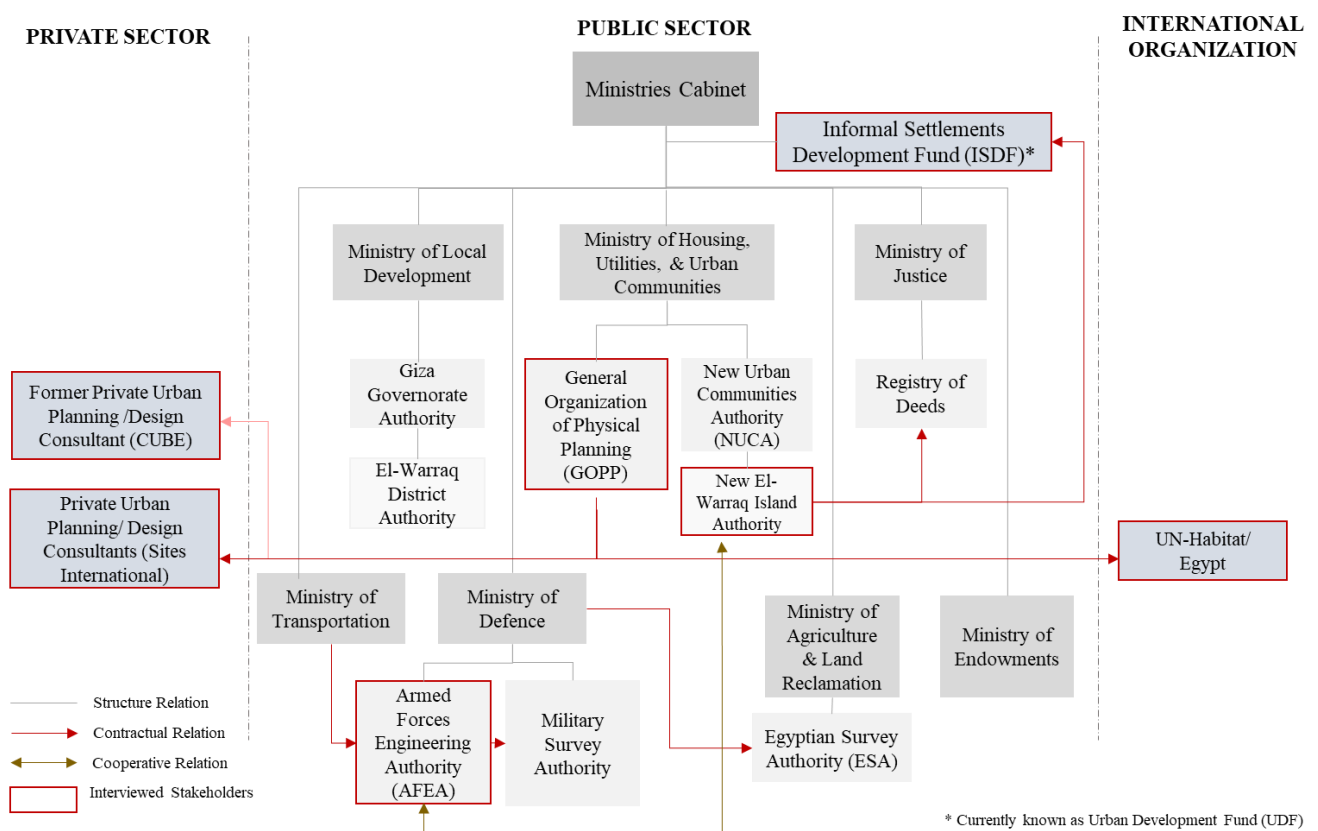 PRIVATE SECTOR
PUBLIC SECTOR
INTERNATIONAL
ORGANIZATION
Ministries Cabinet
Informal Settlements
Development Fund (ISDF)*
Ministry of Local
Development
Ministry of Housing,
Utilities, & Urban
Communities
Ministry of
Justice
Giza
Governorate
Authority
General
Organization
of Physical
Planning
(GOPP)
New Urban
Communities
Authority
(NUCA)
Registry of
Deeds
Former Private Urban
Planning /Design
Consultant (CUBE)
El-Warraq
District
Authority
New El-
Warraq Island
Authority
Private Urban
Planning/ Design
Consultants (Sites
International)
UN-Habitat/
Egypt
Ministry of
Transportation
Ministry of
Defence
Ministry of
Agriculture
& Land
Reclamation
Ministry of
Endowments
Armed
Forces
Engineering
Authority
(AFEA)
Military
Survey
Authority
Egyptian Survey
Authority (ESA)
Structure Relation
Contractual Relation
Cooperative Relation
Interviewed Stakeholders
* Currently known as Urban Development Fund (UDF)